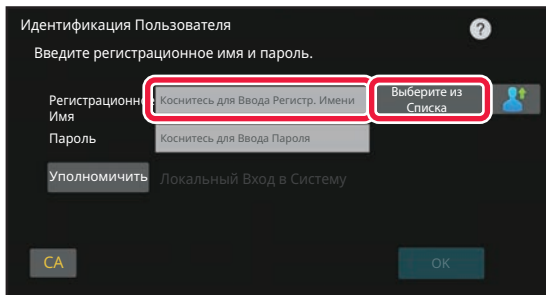 Идентификация Пользователя
?
Введите регистрационное имя и пароль.
Регистрационное Имя
Коснитесь для Ввода Регистр. Имени
Выберите из Списка
Пароль
Коснитесь для Ввода Пароля
Уполномичить
Локальный Вход в Систему
CA
OK